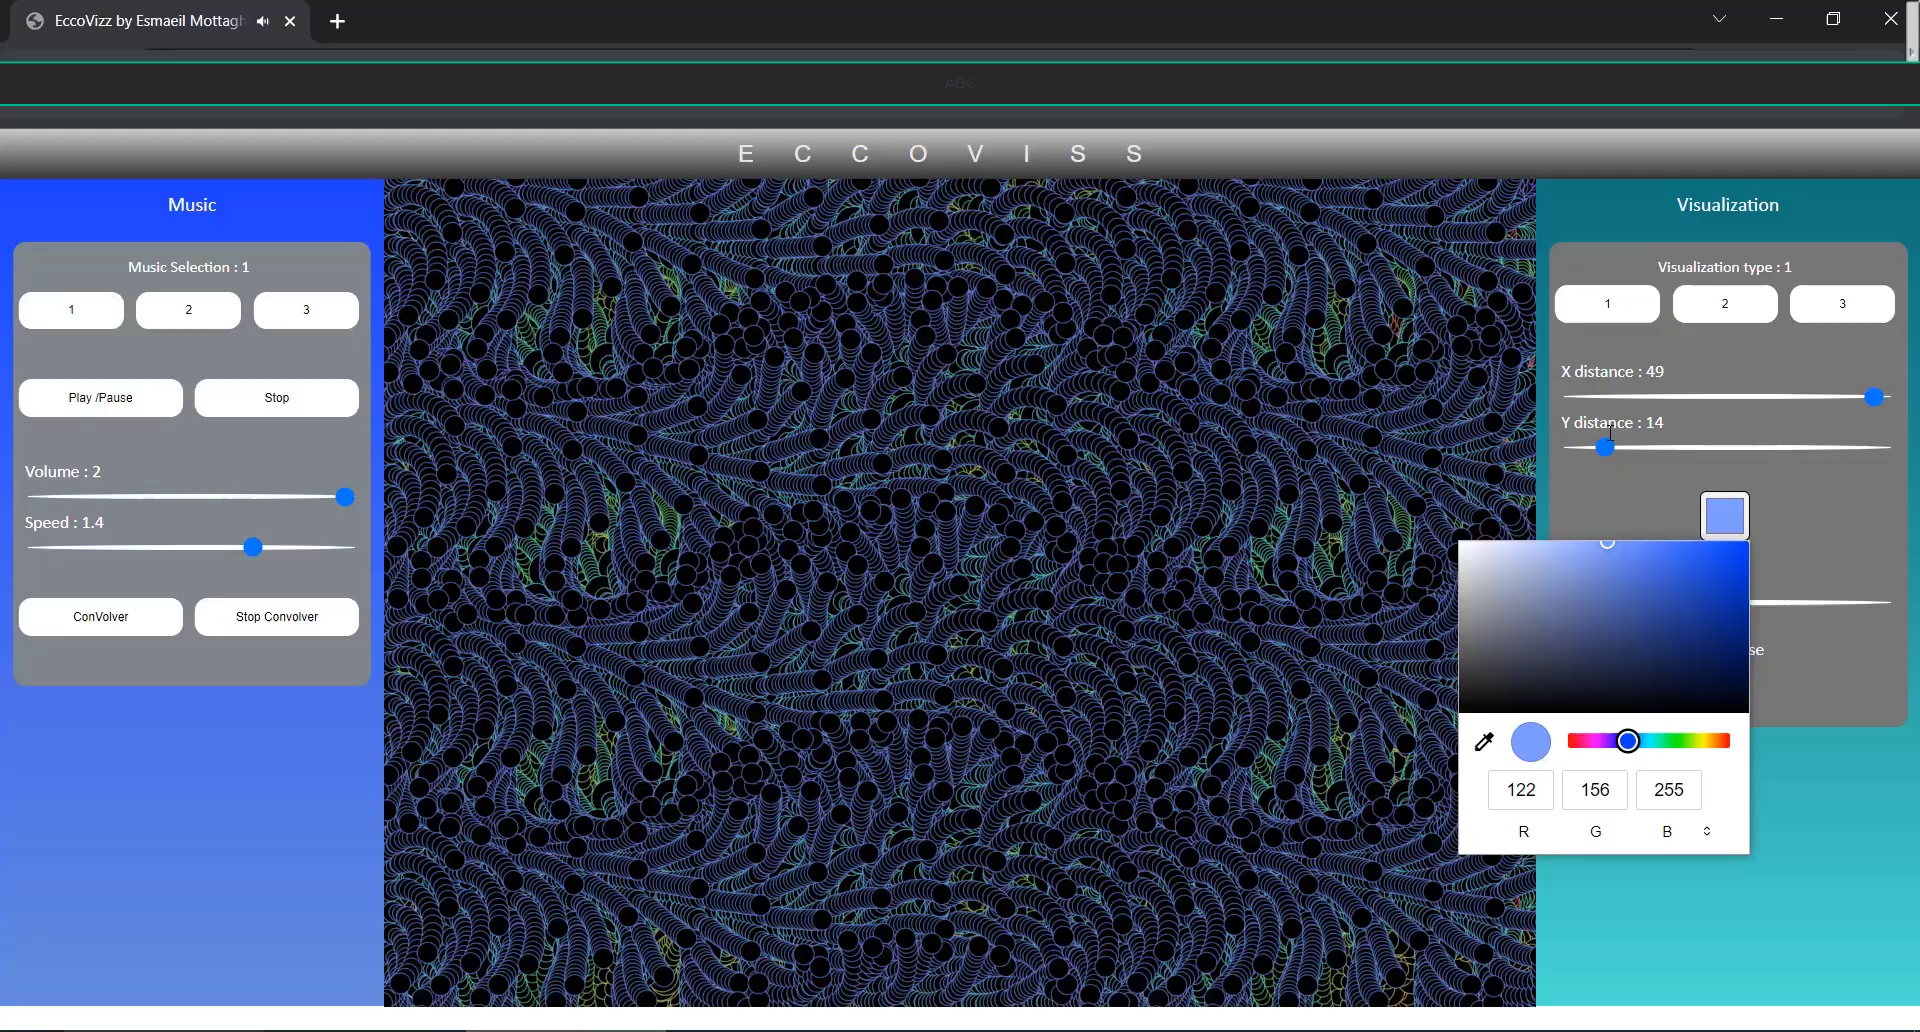 EccoVizz by Esmaeil Mottagh
ABC
E C C O V I S S
Music
Music Selection : 1
1 2 3
Play /Pause Stop
Volume : 2
Speed : 1.4
ConVolver Stop Convolver
Visualization
Visualization type : 1
1 2 3
X distance : 49
Y distance : 14
se
122 156 255
R G B